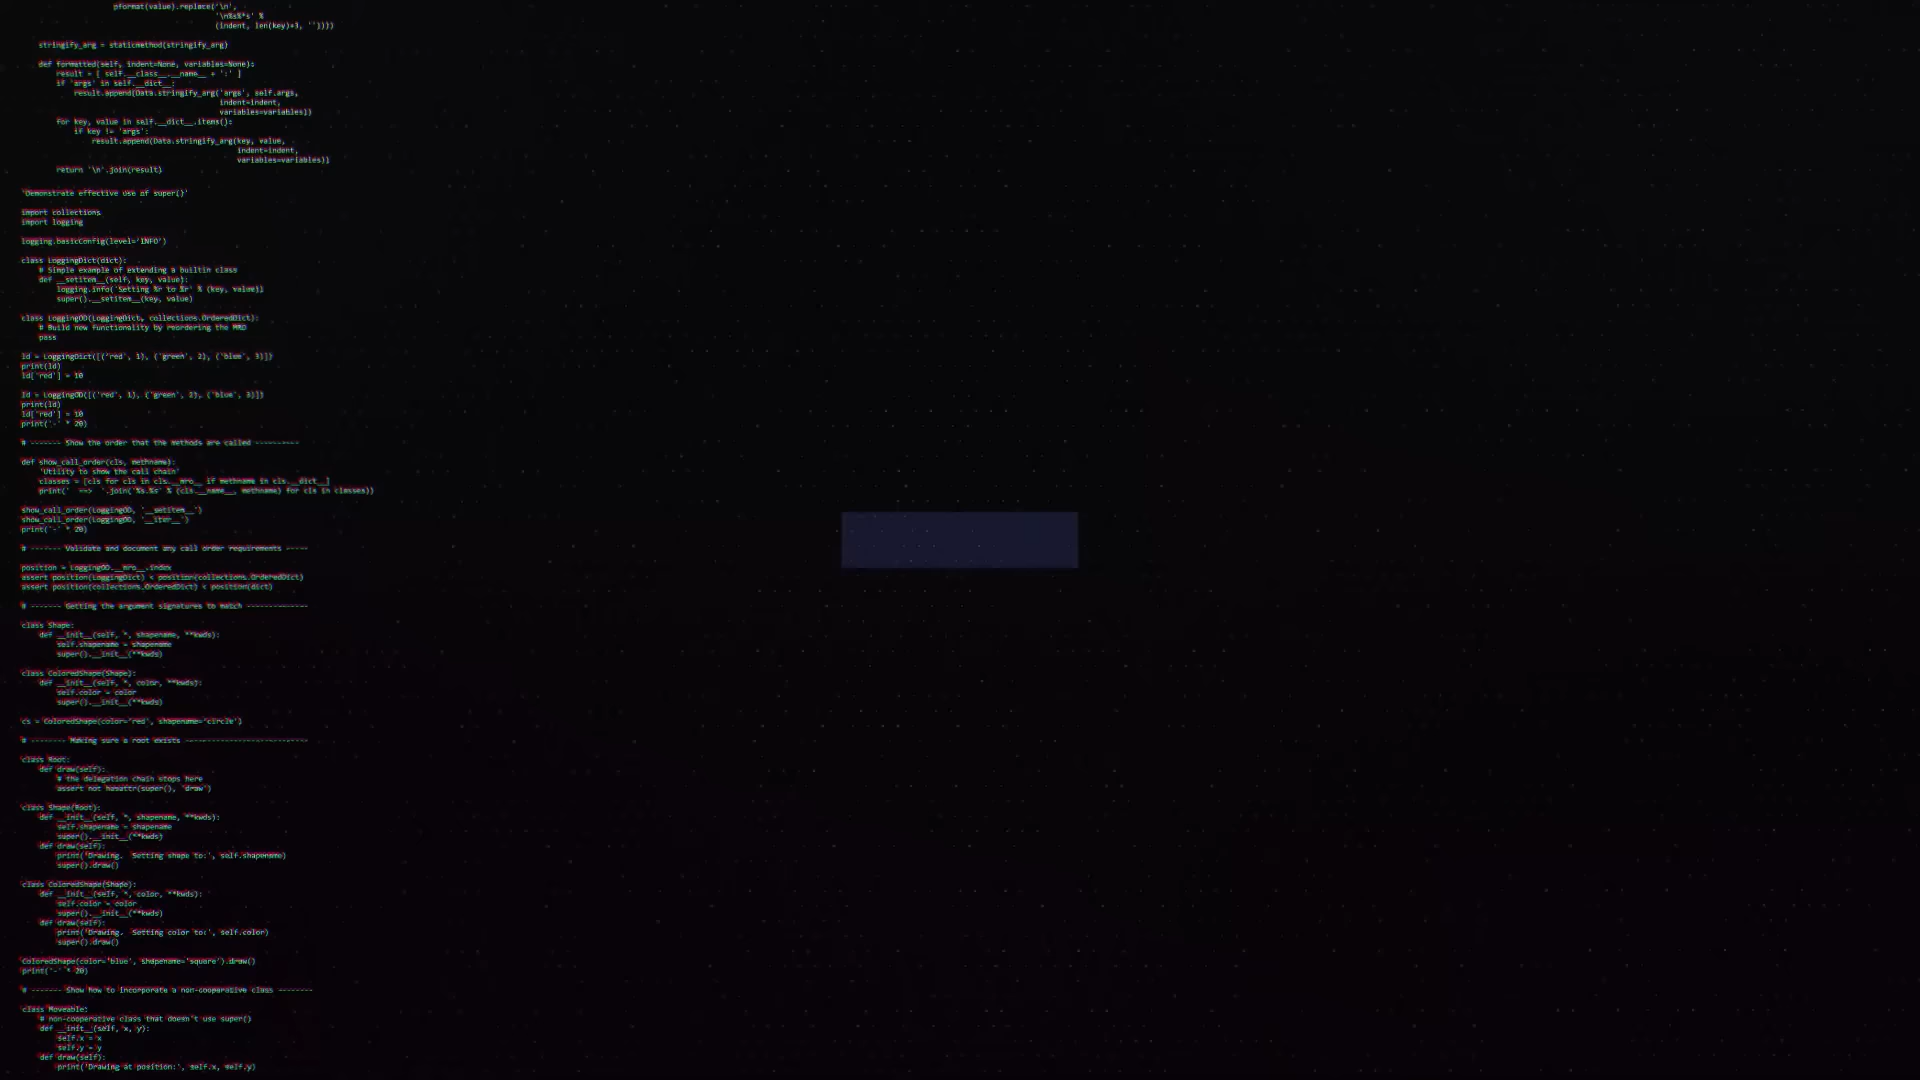 pformat(value).replace('\n',
'\n%s%*s' %
(indent, len(key)+3, ''))))
stringify_arg = staticmethod(stringify_arg)
def formatted(self, indent=None, variables=None):
result = [ self.__class__.__name__ + ':' ]
if 'args' in self.__dict__:
result.append(Data.stringify_arg('args', self.args,
indent=indent,
variables=variables))
for key, value in self.__dict__.items():
if key != 'args':
result.append(Data.stringify_arg(key, value,
indent=indent,
variables=variables))
return '\n'.join(result)
'Demonstrate effective use of super()'
import collections
import logging
logging.basicConfig(level='INFO')
class LoggingDict(dict):
# Simple example of extending a builtin class
def __setitem__(self, key, value):
logging.info('Setting %r to %r' % (key, value))
super().__setitem__(key, value)
class LoggingOD(LoggingDict, collections.OrderedDict):
# Build new functionality by reordering the MRO
pass
ld = LoggingDict([('red', 1), ('green', 2), ('blue', 3)])
print(ld)
ld['red'] = 10
ld = LoggingOD([('red', 1), ('green', 2), ('blue', 3)])
print(ld)
ld['red'] = 10
print('-' * 20)
# ------- Show the order that the methods are called ----------
def show_call_order(cls, methname):
'Utility to show the call chain'
classes = [cls for cls in cls.__mro__ if methname in cls.__dict__]
print('  ==>  '.join('%s.%s' % (cls.__name__, methname) for cls in classes))
show_call_order(LoggingOD, '__setitem__')
show_call_order(LoggingOD, '__iter__')
print('-' * 20)
# ------- Validate and document any call order requirements -----
position = LoggingOD.__mro__.index
assert position(LoggingDict) < position(collections.OrderedDict)
assert position(collections.OrderedDict) < position(dict)
# ------- Getting the argument signatures to match --------------
class Shape:
def __init__(self, *, shapename, **kwds):
self.shapename = shapename
super().__init__(**kwds)
class ColoredShape(Shape):
def __init__(self, *, color, **kwds):
self.color = color
super().__init__(**kwds)
cs = ColoredShape(color='red', shapename='circle')
# -------- Making sure a root exists ----------------------------
class Root:
def draw(self):
# the delegation chain stops here
assert not hasattr(super(), 'draw')
class Shape(Root):
def __init__(self, *, shapename, **kwds):
self.shapename = shapename
super().__init__(**kwds)
def draw(self):
print('Drawing.  Setting shape to:', self.shapename)
super().draw()
class ColoredShape(Shape):
def __init__(self, *, color, **kwds):
self.color = color
super().__init__(**kwds)
def draw(self):
print('Drawing.  Setting color to:', self.color)
super().draw()
ColoredShape(color='blue', shapename='square').draw()
print('-' * 20)
# ------- Show how to incorporate a non-cooperative class --------
class Moveable:
# non-cooperative class that doesn't use super()
def __init__(self, x, y):
self.x = x
self.y = y
def draw(self):
print('Drawing at position:', self.x, self.y)